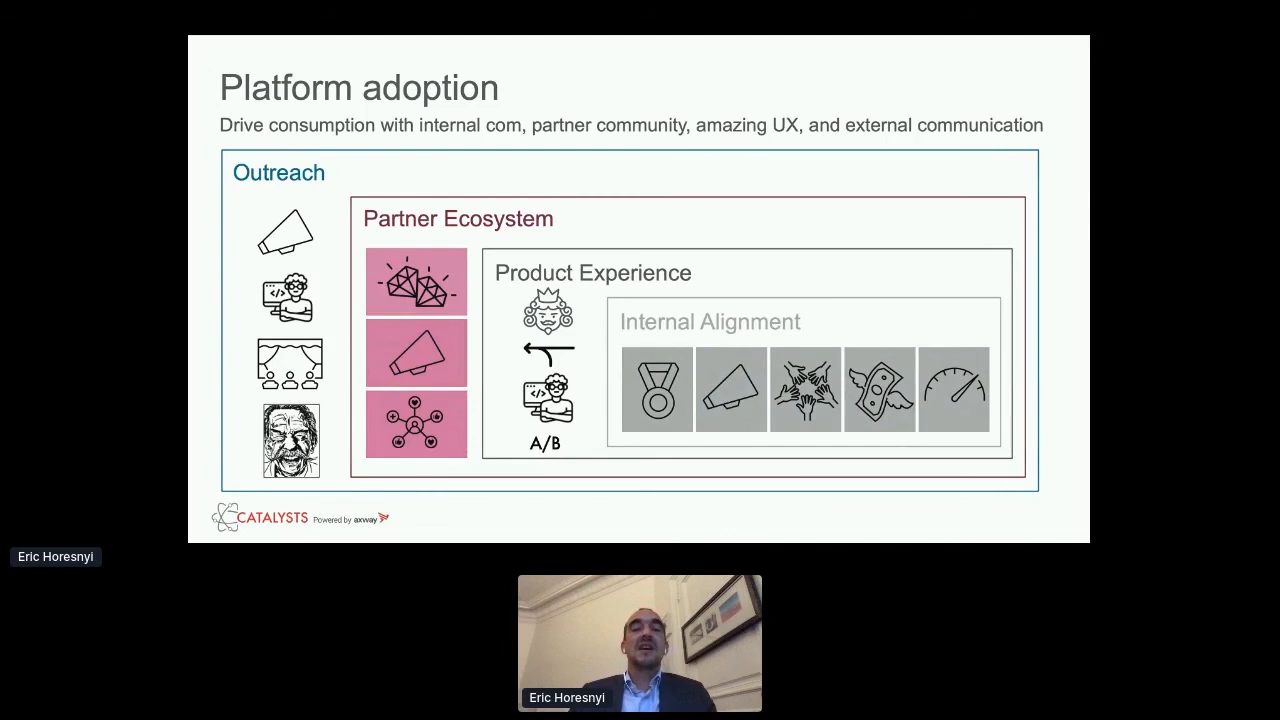 Platform adoption
Drive consumption with internal com, partner community, amazing UX, and external communication
Outreach
Partner Ecosystem
Product Experience
Internal Alignment
</>
</>
A/B
CATALYSTS Powered by axway
Eric Horesnyi
Eric Horesnyi